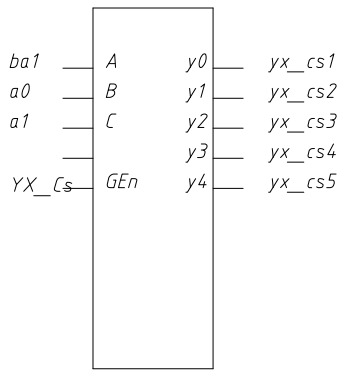 ba1 A y0 yx_cs1
a0 B y1 yx_cs2
a1 C y2 yx_cs3
y3 yx_cs4
YX_Cs GEn y4 yx_cs5